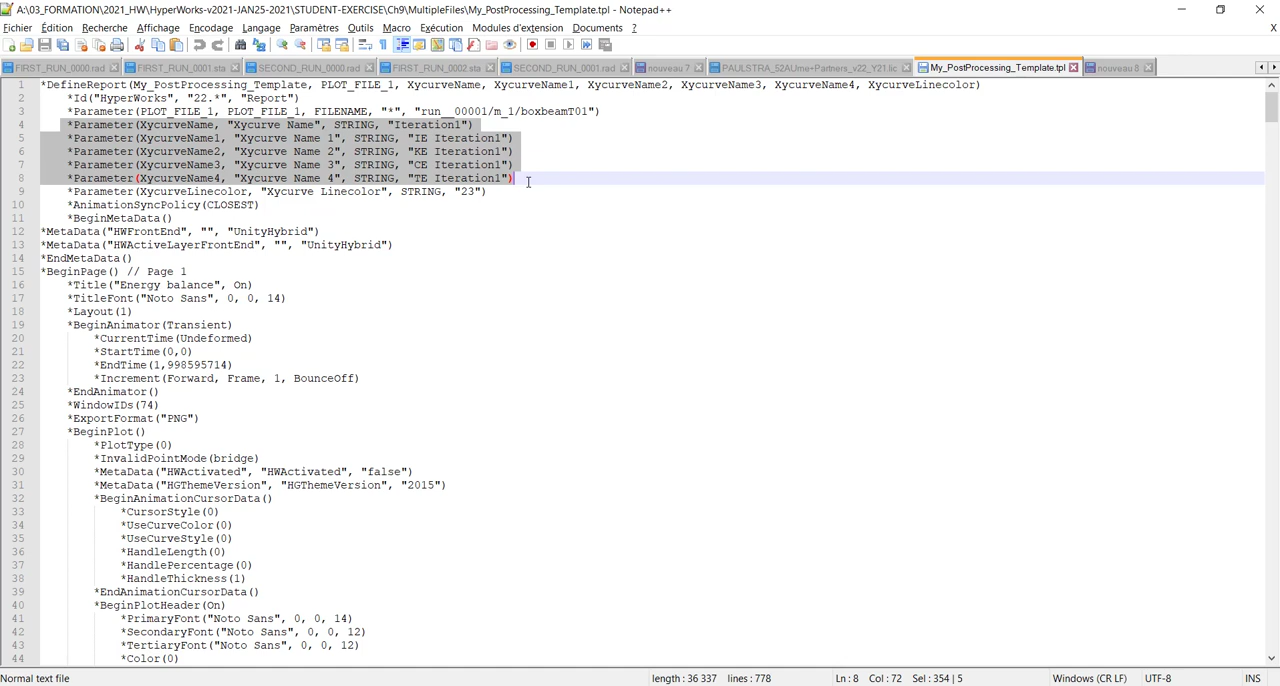 A:\03_FORMATION\2021_HW\HyperWorks-v2021-JAN25-2021\STUDENT-EXERCISE\Ch9\MultipleFiles\My_PostProcessing_Template.tpl - Notepad++
Fichier Edition Recherche Affichage Encodage Langage Paramètres Outils Macro Exécution Modules d'extension Documents ? X
FIRST_RUN_0000.rad FIRST_RUN_0001.sta SECOND_RUN_0000.rad FIRST_RUN_0002.sta SECOND_RUN_0001.rad nouveau 7 PAULSTRA_52AUme+Partners_v22_Y21.lic My_PostProcessing_Template.tpl nouveau 8
1 *DefineReport(My_PostProcessing_Template, PLOT_FILE_1, XycurveName, XycurveName1, XycurveName2, XycurveName3, XycurveName4, XycurveLinecolor)
2 *Id("HyperWorks", "22.*", "Report")
3 *Parameter(PLOT_FILE_1, PLOT_FILE_1, FILENAME, "*", "run__00001/m_1/boxbeamT01")
4 *Parameter(XycurveName, "Xycurve Name", STRING, "Iteration1")
5 *Parameter(XycurveName1, "Xycurve Name 1", STRING, "IE Iteration1")
6 *Parameter(XycurveName2, "Xycurve Name 2", STRING, "KE Iteration1")
7 *Parameter(XycurveName3, "Xycurve Name 3", STRING, "CE Iteration1")
8 *Parameter(XycurveName4, "Xycurve Name 4", STRING, "TE Iteration1")
9 *Parameter(XycurveLinecolor, "Xycurve Linecolor", STRING, "23")
10 *AnimationSyncPolicy(CLOSEST)
11 *BeginMetaData()
12 *MetaData("HWFrontEnd", "", "UnityHybrid")
13 *MetaData("HWActiveLayerFrontEnd", "", "UnityHybrid")
14 *EndMetaData()
15 *BeginPage() // Page 1
16 *Title("Energy balance", On)
17 *TitleFont("Noto Sans", 0, 0, 14)
18 *Layout(1)
19 *BeginAnimator(Transient)
20 *CurrentTime(Undeformed)
21 *StartTime(0,0)
22 *EndTime(1,998595714)
23 *Increment(Forward, Frame, 1, BounceOff)
24 *EndAnimator()
25 *WindowIDs(74)
26 *ExportFormat("PNG")
27 *BeginPlot()
28 *PlotType(0)
29 *InvalidPointMode(bridge)
30 *MetaData("HWActivated", "HWActivated", "false")
31 *MetaData("HGThemeVersion", "HGThemeVersion", "2015")
32 *BeginAnimationCursorData()
33 *CursorStyle(0)
34 *UseCurveColor(0)
35 *UseCurveStyle(0)
36 *HandleLength(0)
37 *HandlePercentage(0)
38 *HandleThickness(1)
39 *EndAnimationCursorData()
40 *BeginPlotHeader(On)
41 *PrimaryFont("Noto Sans", 0, 0, 14)
42 *SecondaryFont("Noto Sans", 0, 0, 12)
43 *TertiaryFont("Noto Sans", 0, 0, 12)
44 *Color(0)
Normal text file length : 36 337 lines : 778 Ln : 8 Col : 72 Sel : 354 | 5 Windows (CR LF) UTF-8 INS